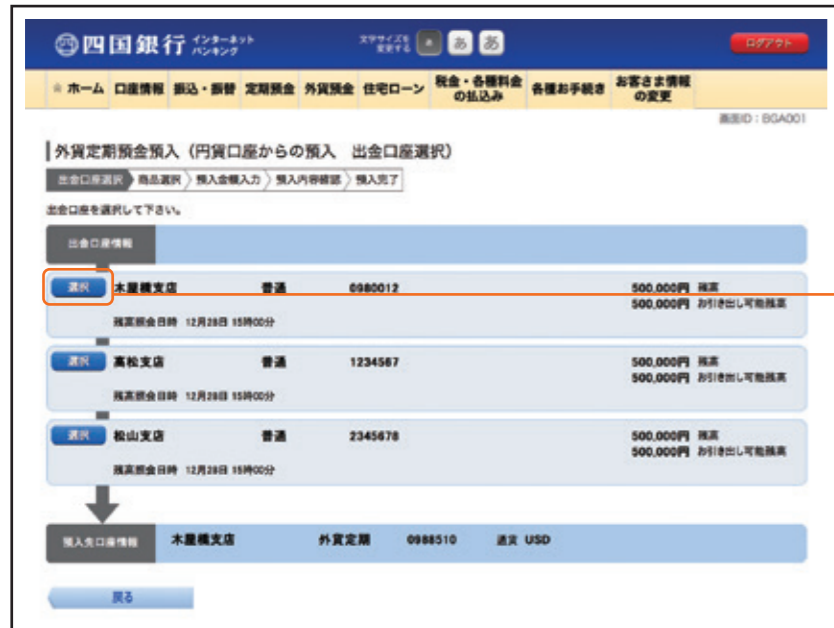 四国銀行 インターネット バンキング 文字サイズを変更する あ あ あ ログアウト
ホーム 口座情報 振込・振替 定期預金 外貨預金 住宅ローン 税金・各種料金の払込み 各種お手続き お客さま情報の変更
画面ID:BGA001
外貨定期預金預入(円貨口座からの預入 出金口座選択)
出金口座選択 商品選択 預入金額入力 預入内容確認 預入完了
出金口座を選択して下さい。
出金口座情報
選択 木屋橋支店 普通 0980012 500,000円 残高
500,000円 お引き出し可能残高
残高照会日時 12月28日 15時00分
選択 高松支店 普通 1234567 500,000円 残高
500,000円 お引き出し可能残高
残高照会日時 12月28日 15時00分
選択 松山支店 普通 2345678 500,000円 残高
500,000円 お引き出し可能残高
残高照会日時 12月28日 15時00分
預入先口座情報 木屋橋支店 外貨定期 0988510 通貨 USD
戻る